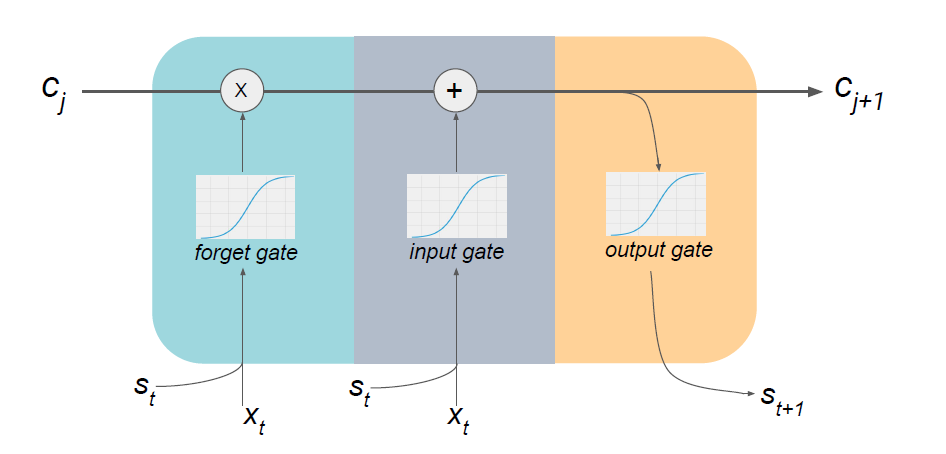 C_j
X
+
C_{j+1}
forget gate
input gate
output gate
S_t
X_t
S_t
X_t
S_{t+1}